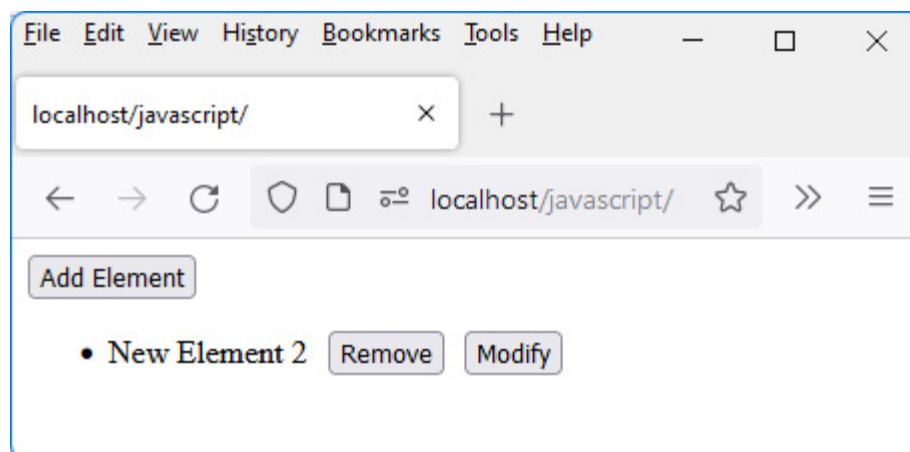 File Edit View History Bookmarks Tools Help
localhost/javascript/
localhost/javascript/
Add Element
• New Element 2 Remove Modify